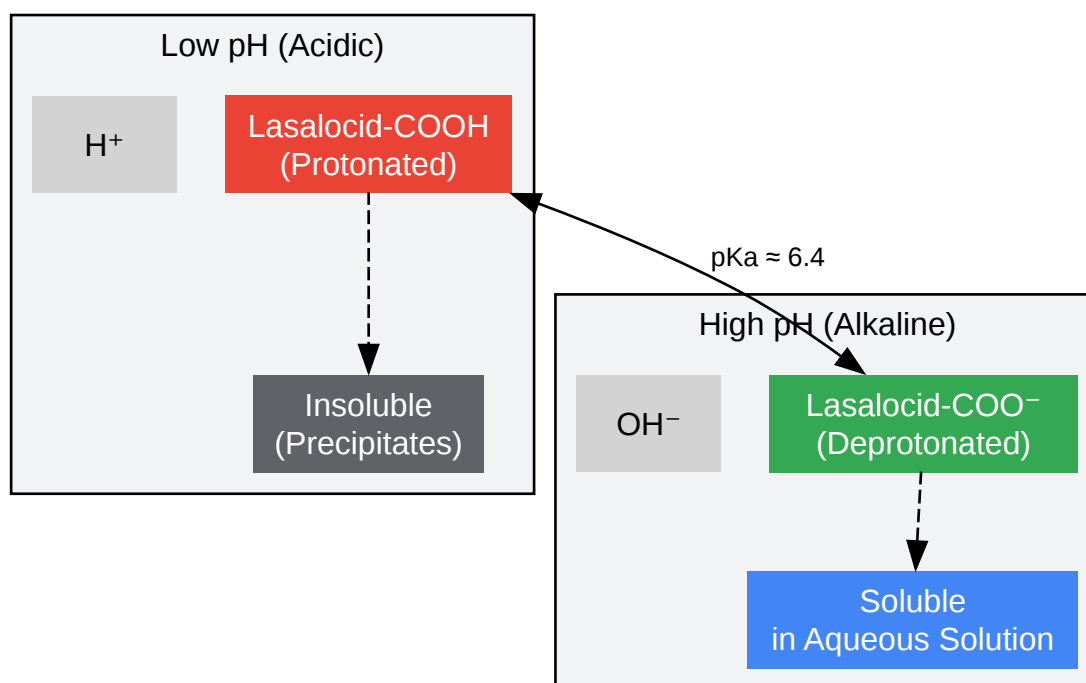 Low pH (Acidic)
H⁺
Lasalocid-COOH
(Protonated)
Insoluble
(Precipitates)
pKa ≈ 6.4
High pH (Alkaline)
OH⁻
Lasalocid-COO⁻
(Deprotonated)
Soluble
in Aqueous Solution